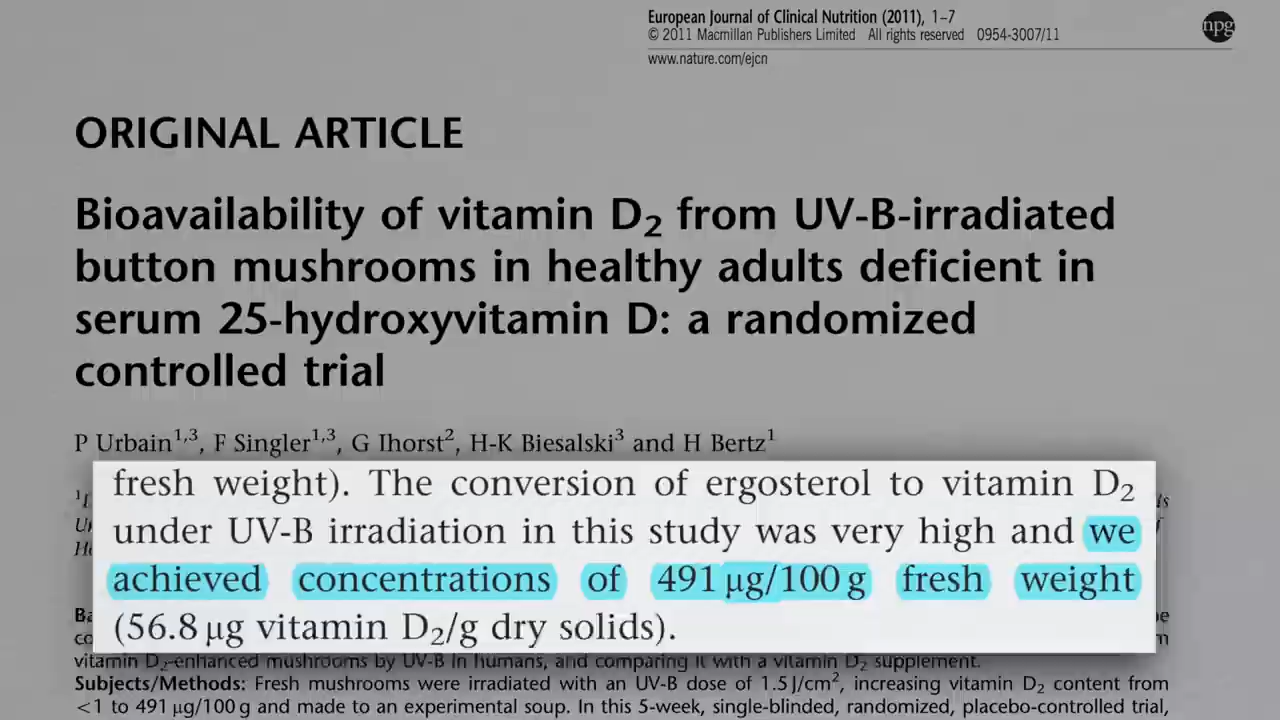 European Journal of Clinical Nutrition (2011), 1–7
© 2011 Macmillan Publishers Limited All rights reserved 0954-3007/11
npg
www.nature.com/ejcn
ORIGINAL ARTICLE
Bioavailability of vitamin D2 from UV-B-irradiated
button mushrooms in healthy adults deficient in
serum 25-hydroxyvitamin D: a randomized
controlled trial
P Urbain1,3, F Singler1,3, G Ihorst2, H-K Biesalski3 and H Bertz1
fresh weight). The conversion of ergosterol to vitamin D2
under UV-B irradiation in this study was very high and we
achieved concentrations of 491 µg/100 g fresh weight
(56.8 µg vitamin D2/g dry solids).
vitamin D2-enhanced mushrooms by UV-B in humans, and comparing it with a vitamin D2 supplement.
Subjects/Methods: Fresh mushrooms were irradiated with an UV-B dose of 1.5 J/cm2, increasing vitamin D2 content from
<1 to 491 µg/100 g and made to an experimental soup. In this 5-week, single-blinded, randomized, placebo-controlled trial,